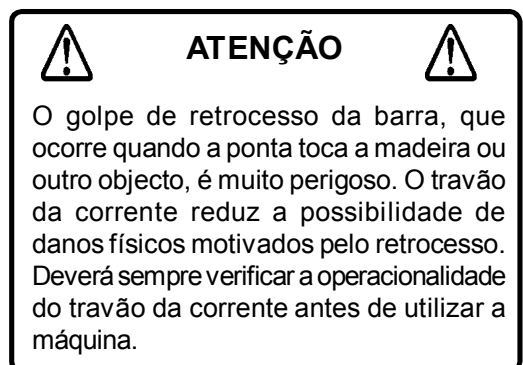 ATENÇÃO
O golpe de retrocesso da barra, que
ocorre quando a ponta toca a madeira ou
outro objecto, é muito perigoso. O travão
da corrente reduz a possibilidade de
danos físicos motivados pelo retrocesso.
Deverá sempre verificar a operacionalidade
do travão da corrente antes de utilizar a
máquina.